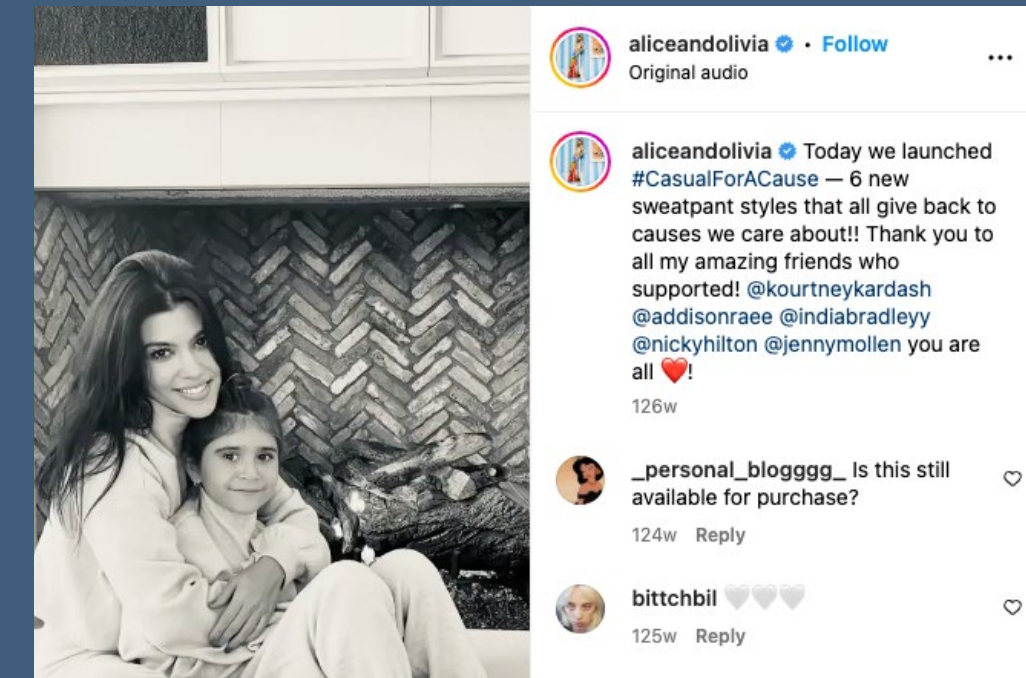 aliceandolivia • Follow
Original audio
aliceandolivia Today we launched
#CasualForACause — 6 new
sweatpant styles that all give back to
causes we care about!! Thank you to
all my amazing friends who
supported! @kourtneykardash
@addisonraee @indiabradleyy
@nickyhilton @jennymollen you are
all ❤️!
126w
_personal_blogggg_ Is this still
available for purchase?
124w Reply
bittchbil 🤍🤍🤍
125w Reply